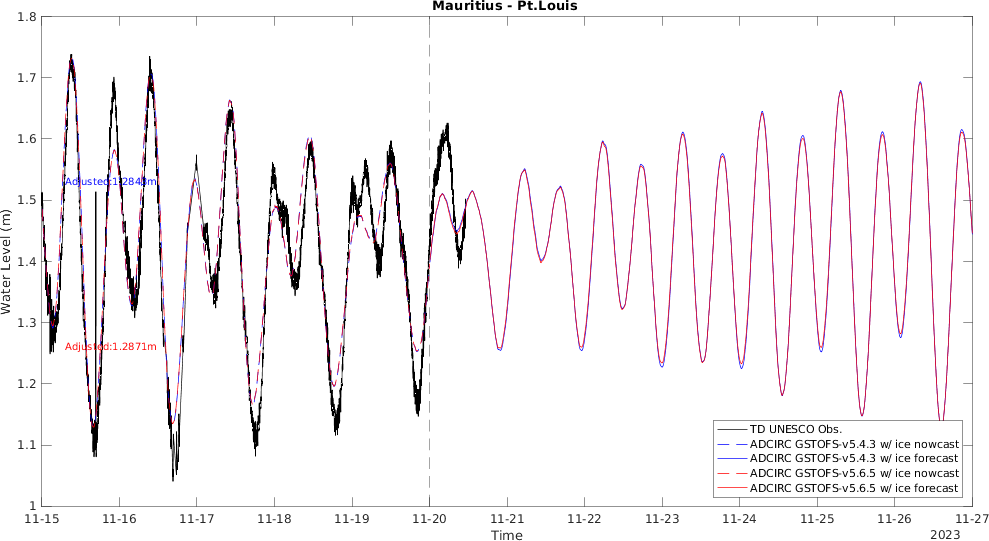 Mauritius - Pt.Louis
1.8
1.7
1.6
1.5
1.4
1.3
1.2
1.1
1
Water Level (m)
Adjusted:1.2843m
Adjusted:1.2871m
TD UNESCO Obs.
ADCIRC GSTOFS-v5.4.3 w/ ice nowcast
ADCIRC GSTOFS-v5.4.3 w/ ice forecast
ADCIRC GSTOFS-v5.6.5 w/ ice nowcast
ADCIRC GSTOFS-v5.6.5 w/ ice forecast
11-15 11-16 11-17 11-18 11-19 11-20 11-21 11-22 11-23 11-24 11-25 11-26 11-27
Time
2023